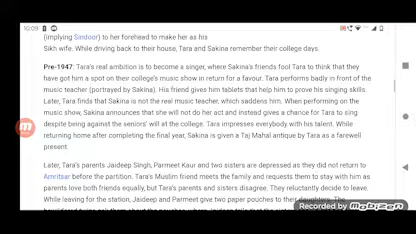 02:09
(implying Sindoor) to her forehead to make her as his
Sikh wife. While driving back to their house, Tara and Sakina remember their college days.
Pre-1947: Tara's real ambition is to become a singer, where Sakina's friends fool Tara to think that they
have got him a spot on their college's music show in return for a favour. Tara performs badly in front of the
music teacher (portrayed by Sakina). His friend gives him tablets that help him to prove his singing skills.
Later, Tara finds that Sakina is not the real music teacher, which saddens him. When performing on the
music show, Sakina announces that she will not do her act and instead gives a chance for Tara to sing
despite being against the seniors' will at the college. Tara impresses everybody with his talent. While
returning home after completing the final year, Sakina is given a Taj Mahal antique by Tara as a farewell
present
Later, Tara's parents Jaideep Singh, Parmeet Kaur and two sisters are depressed as they did not return to
Amritsar before the partition. Tara's Muslim friend meets the family and requests them to stay with him as
parents love both friends equally, but Tara's parents and sisters disagree. They reluctantly decide to leave.
While leaving for the station, Jaideep and Parmeet give two paper pouches to their daughters. The
Recorded by mobizen